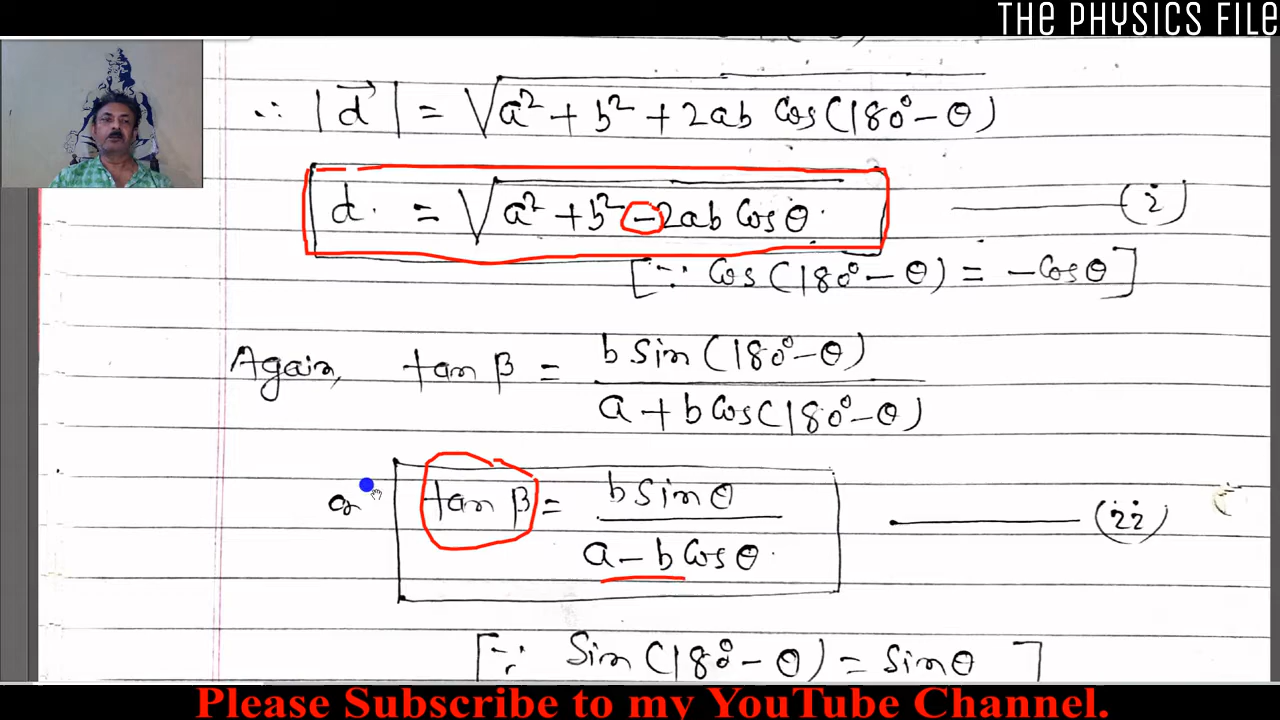 THE PHYSICS FILE
∴ |d⃗| = √a² + b² + 2ab Cos(180° - θ)
d = √a² + b² - 2ab Cosθ (i)
[∵ Cos(180° - θ) = -Cosθ]
Again, tan β = b Sin(180° - θ) / a + b Cos(180° - θ)
or tan β = b Sinθ / a - b Cosθ (ii)
[∵ Sin(180° - θ) = Sinθ]
Please Subscribe to my YouTube Channel.